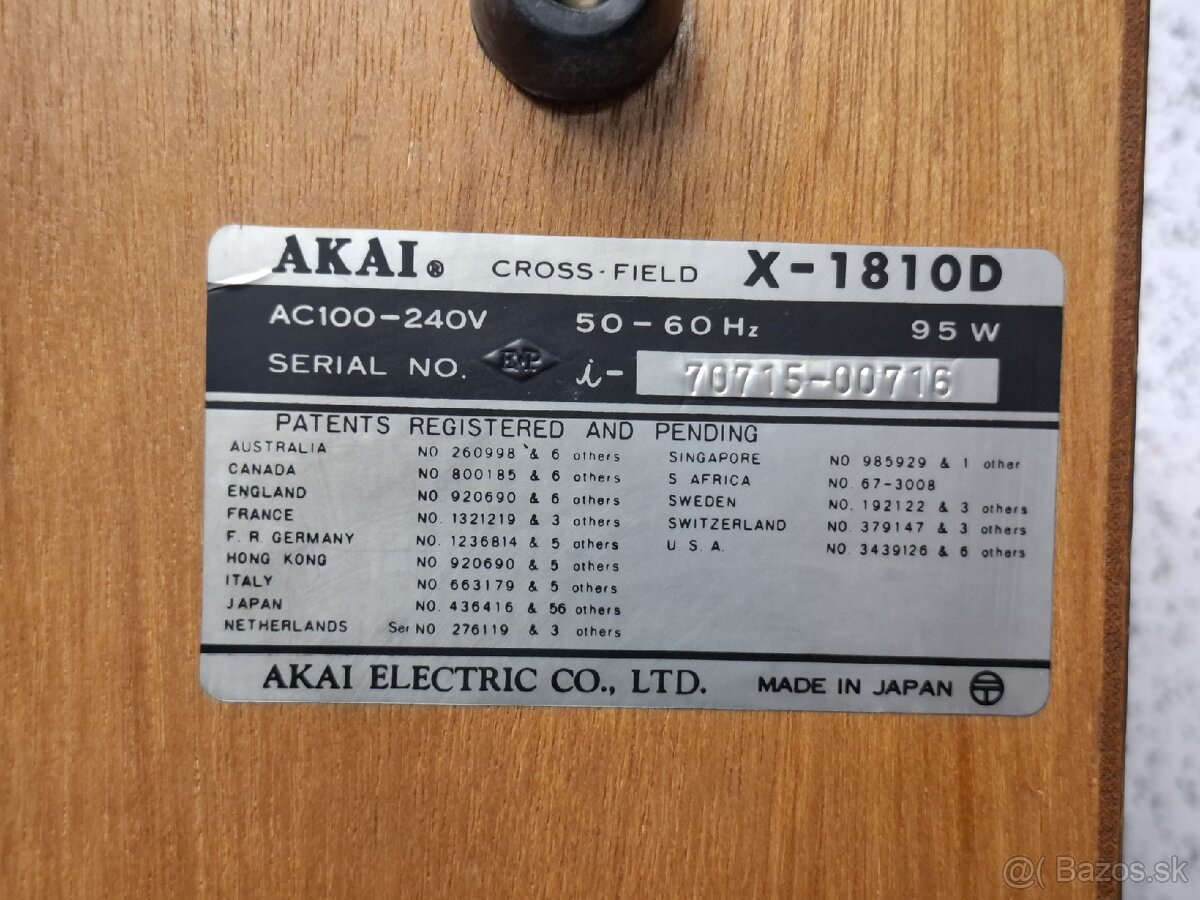 AKAI® CROSS·FIELD X-1810D
AC100-240V 50-60Hz 95W
SERIAL NO. i- 70715-00716
PATENTS REGISTERED AND PENDING
AUSTRALIA NO 260998 & 6 others
CANADA NO 800185 & 6 others
ENGLAND NO 920690 & 6 others
FRANCE NO. 1321219 & 3 others
F. R. GERMANY NO. 1236814 & 5 others
HONG KONG NO 920690 & 5 others
ITALY NO. 663179 & 5 others
JAPAN NO. 436416 & 56 others
NETHERLANDS Ser NO 276119 & 3 others
SINGAPORE NO 985929 & 1 other
S AFRICA NO. 67-3008
SWEDEN NO. 192122 & 3 others
SWITZERLAND NO. 379147 & 3 others
U. S. A. NO 3439126 & 6 others
AKAI ELECTRIC CO., LTD. MADE IN JAPAN
@( Bazos.sk